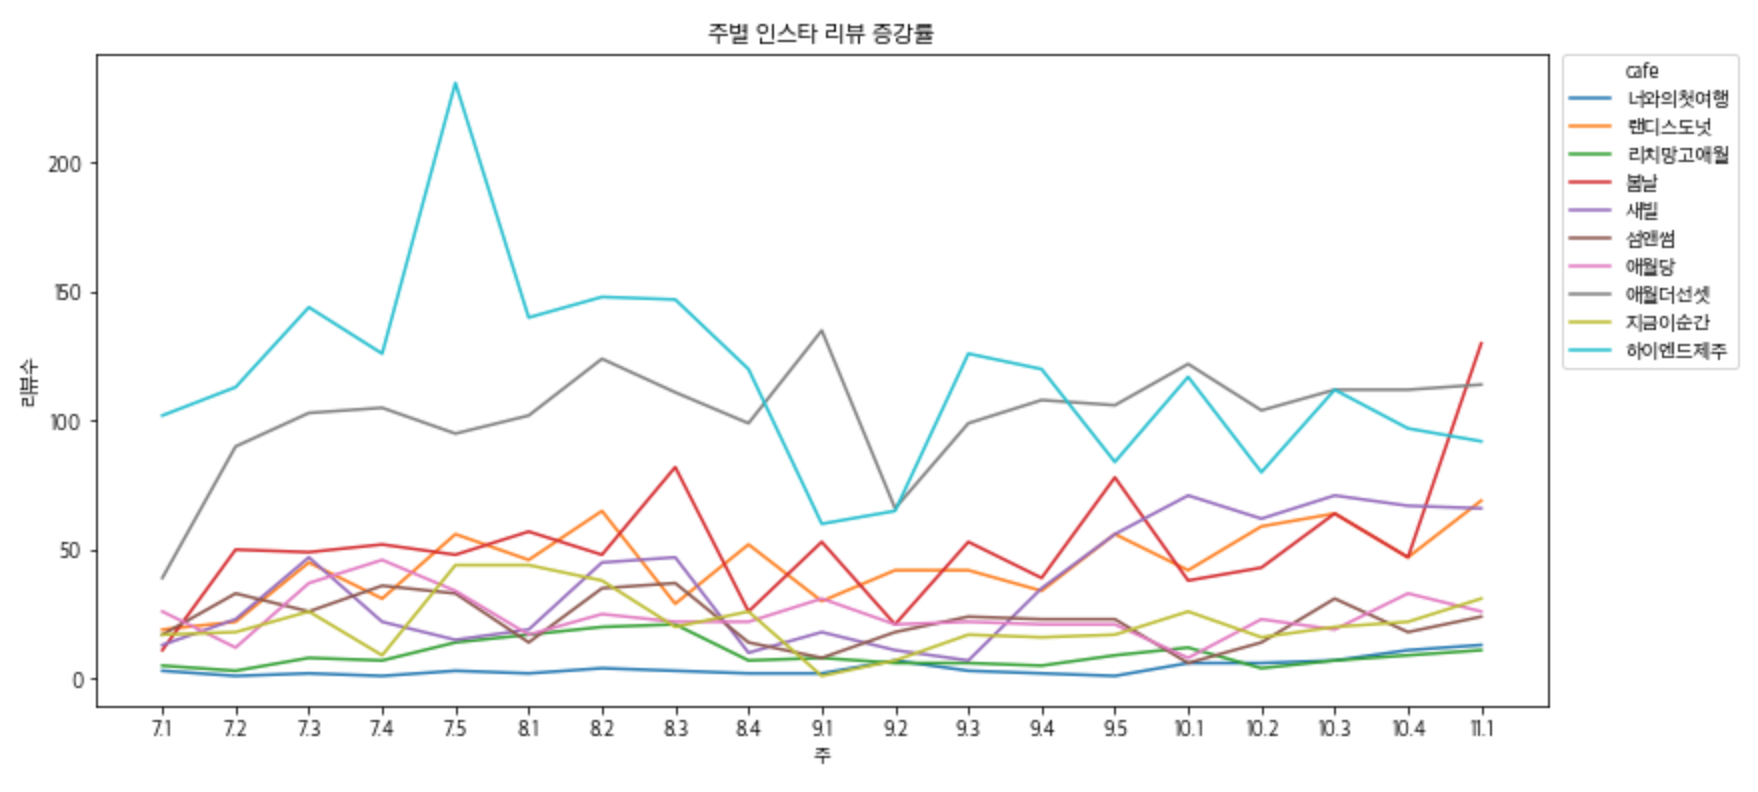 주별 인스타 리뷰 증강률
cafe
너와의첫여행
랜디스도넛
리치망고애월
봄날
새빌
섬앤썸
애월당
애월더선셋
지금이순간
하이엔드제주
리뷰수
200
150
100
50
0
7.1 7.2 7.3 7.4 7.5 8.1 8.2 8.3 8.4 9.1 9.2 9.3 9.4 9.5 10.1 10.2 10.3 10.4 11.1
주